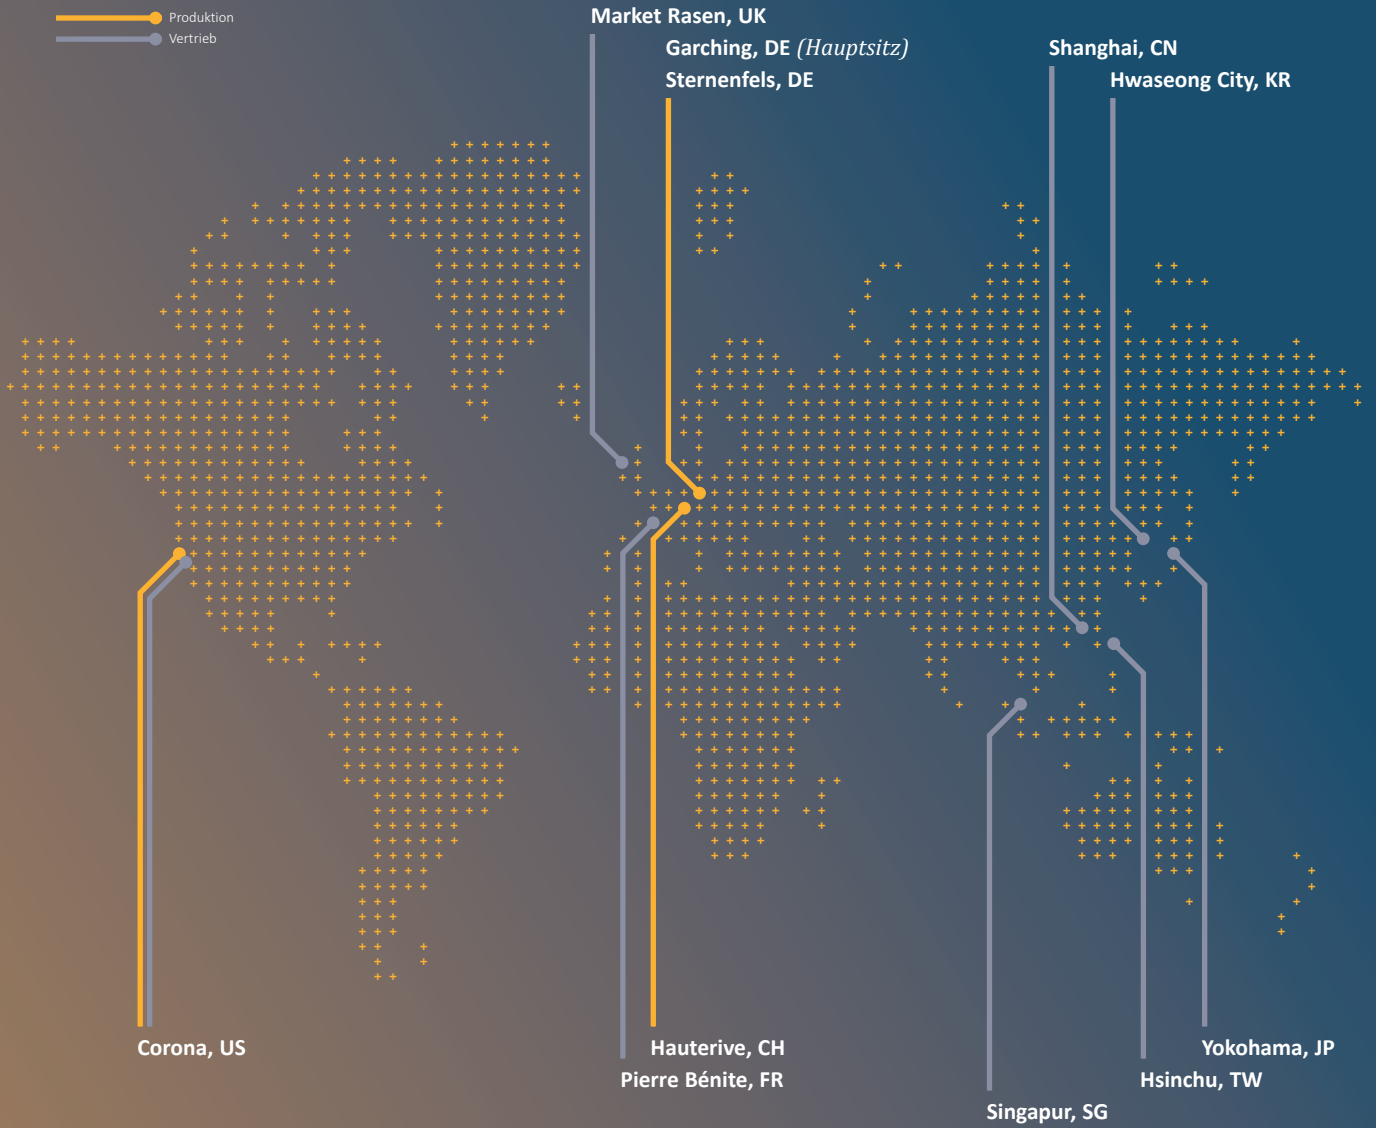 Produktion
Vertrieb
Market Rasen, UK
Garching, DE (Hauptsitz)
Sternenfels, DE
Shanghai, CN
Hwaseong City, KR
Corona, US
Hauterive, CH
Pierre Bénite, FR
Yokohama, JP
Hsinchu, TW
Singapur, SG